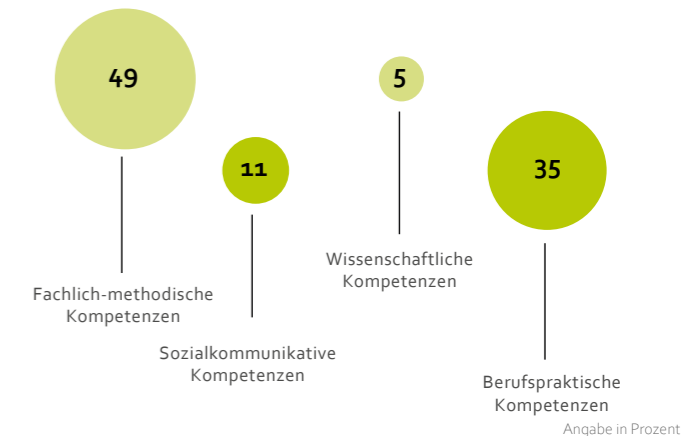 49
5
11
35
Wissenschaftliche
Kompetenzen
Fachlich-methodische
Kompetenzen
Sozialkommunikative
Kompetenzen
Berufspraktische
Kompetenzen
Angabe in Prozent